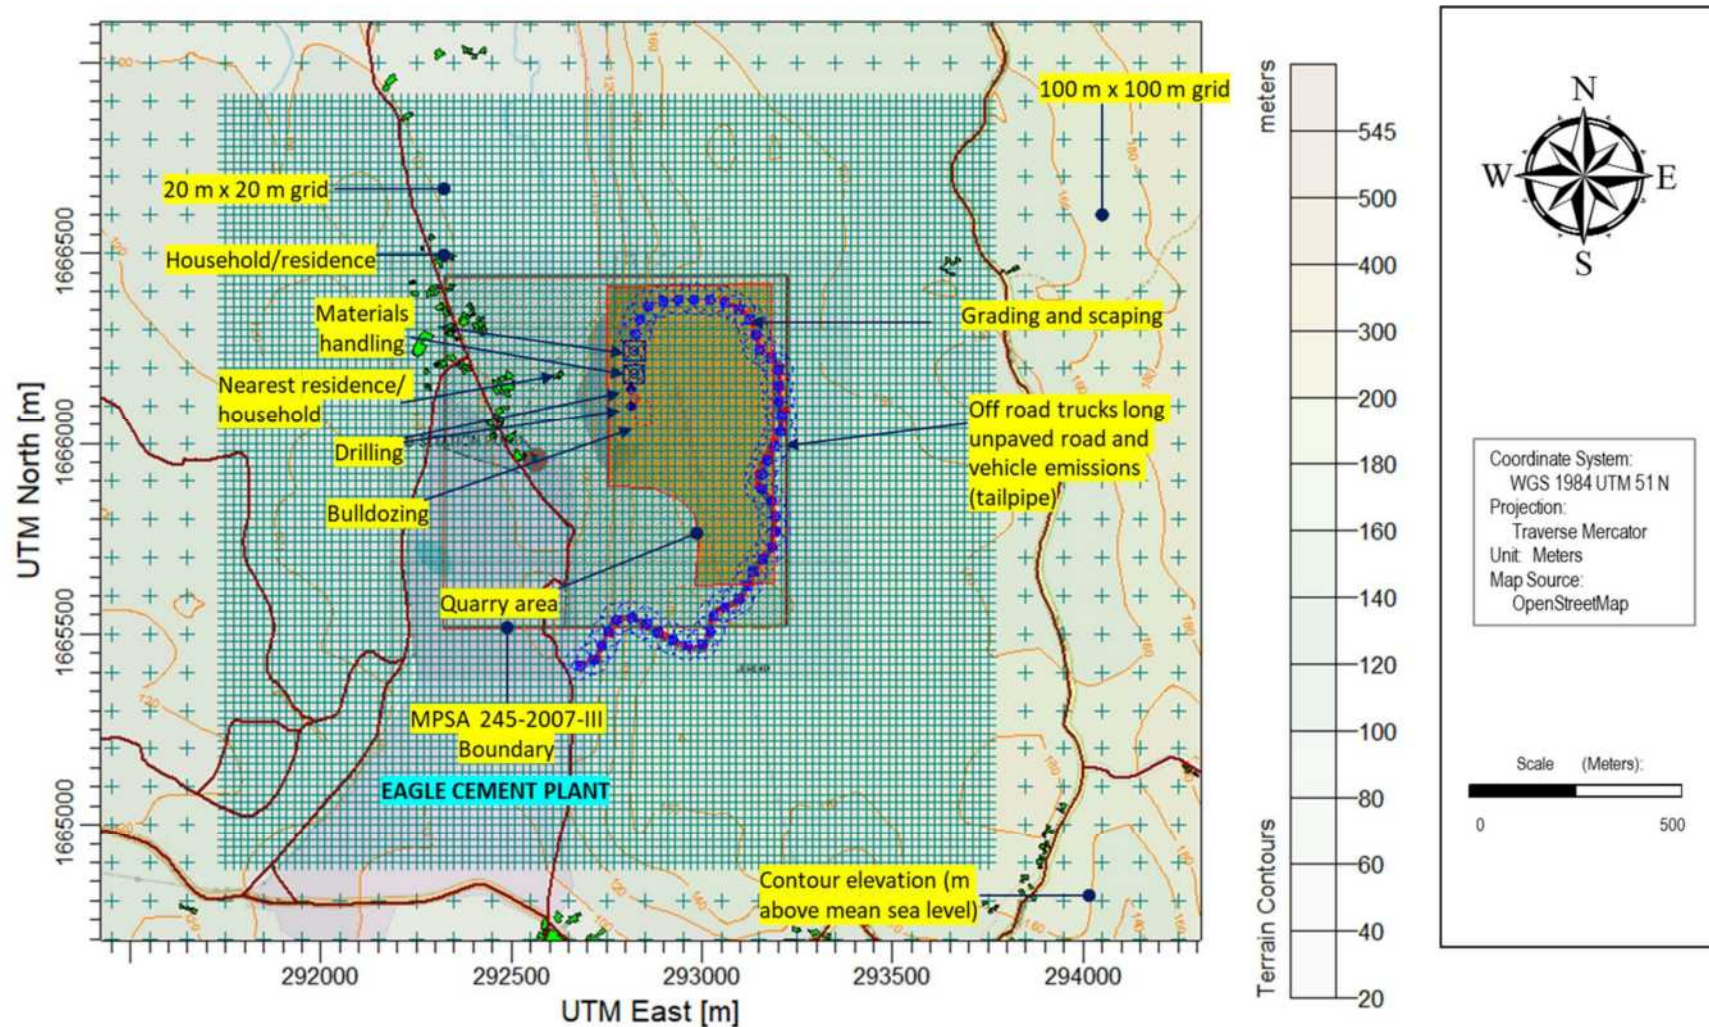 100 m x 100 m grid
20 m x 20 m grid
Household/residence
Materials
handling
Grading and scaping
Nearest residence/
household
Off road trucks long
unpaved road and
vehicle emissions
(tailpipe)
Drilling
Bulldozing
Quarry area
MPSA 245-2007-III
Boundary
EAGLE CEMENT PLANT
Contour elevation (m
above mean sea level)
UTM North [m]
1666500
1666000
1665500
1665000
292000
292500
293000
293500
294000
UTM East [m]
meters
545
500
400
300
200
180
160
140
120
100
80
60
40
20
Terrain Contours
N
W
E
S
Coordinate System:
WGS 1984 UTM 51 N
Projection:
Traverse Mercator
Unit: Meters
Map Source:
OpenStreetMap
Scale (Meters):
0
500